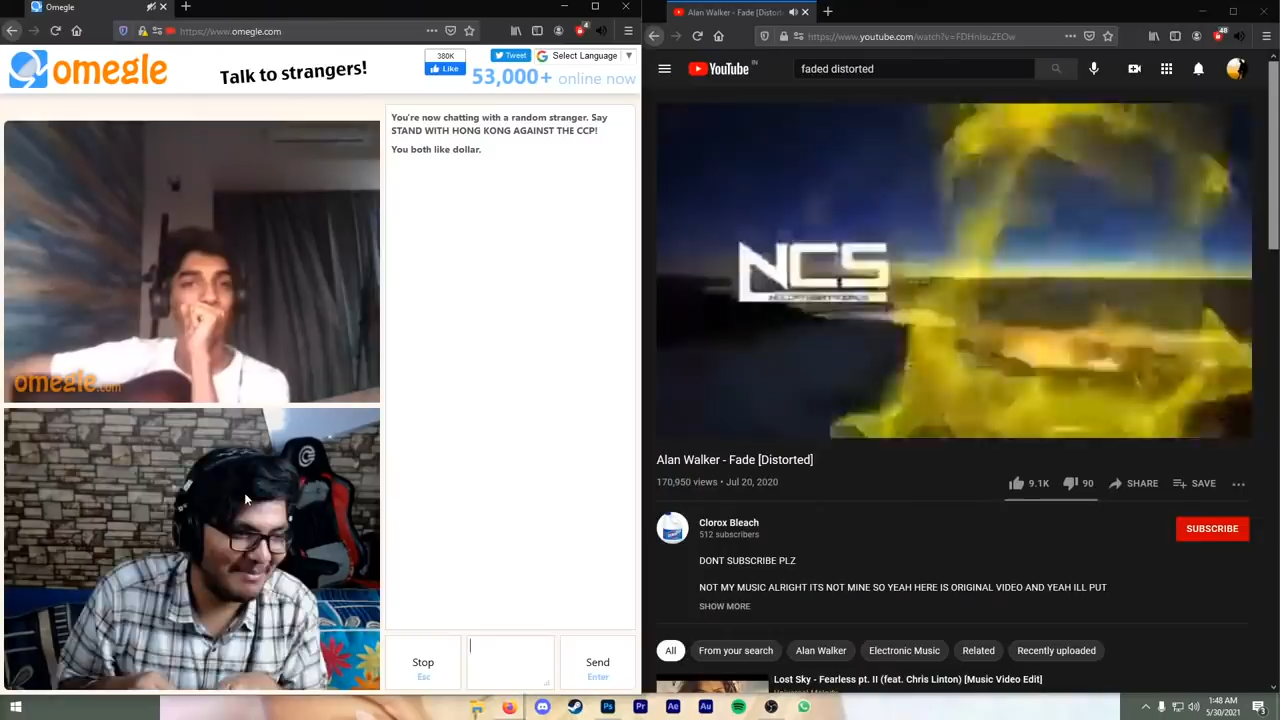 Omegle
https://www.omegle.com
omegle
Talk to strangers!
380K
Like
Tweet
Select Language
53,000+ online now
You're now chatting with a random stranger. Say
STAND WITH HONG KONG AGAINST THE CCP!
You both like dollar.
omegle.com
Stop
Esc
Send
Enter
Alan Walker - Fade [Distort
https://www.youtube.com/watch?v=FDHnIsuZEOw
48
YouTube IN
faded distorted
NCS
Alan Walker - Fade [Distorted]
170,950 views • Jul 20, 2020
9.1K
90
SHARE
SAVE
Clorox Bleach
512 subscribers
SUBSCRIBE
DONT SUBSCRIBE PLZ
NOT MY MUSIC ALRIGHT ITS NOT MINE SO YEAH HERE IS ORIGINAL VIDEO AND YEAH ILL PUT
SHOW MORE
All
From your search
Alan Walker
Electronic Music
Related
Recently uploaded
Lost Sky - Fearless pt. II (feat. Chris Linton) [Music Video Edit]
1:48 AM
5/30/2021